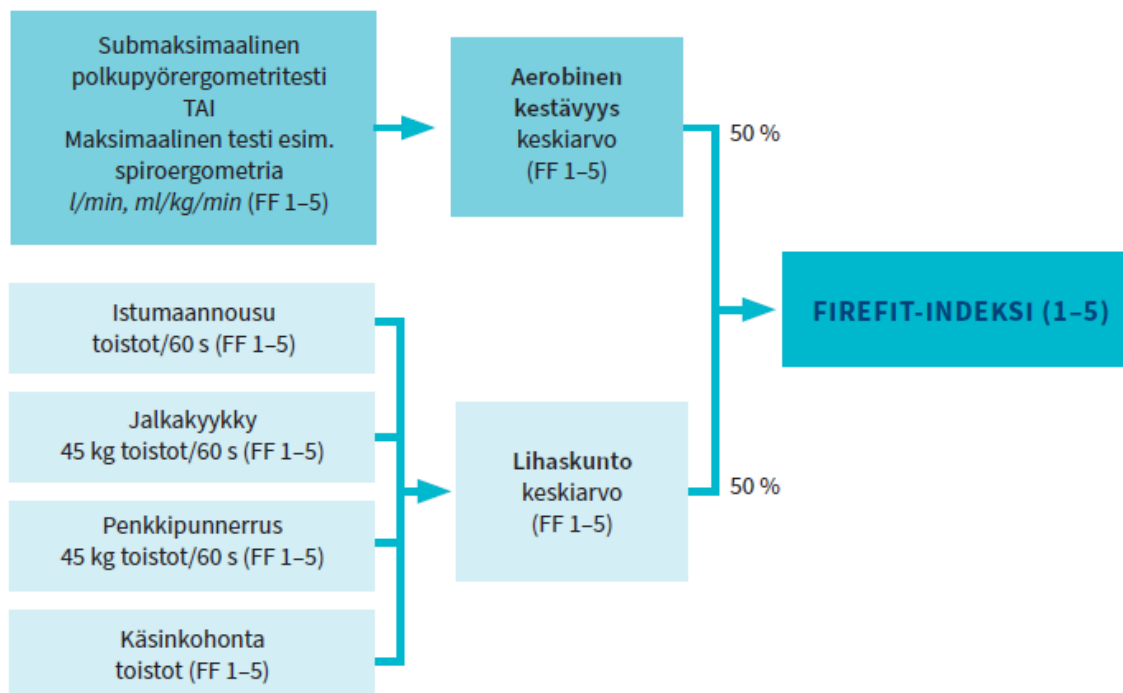 Submaksimaalinen
polkupyörergometritesti
TAI
Maksimaalinen testi esim.
spiroergometria
l/min, ml/kg/min (FF 1–5)
Aerobinen
kestävyys
keskiarvo
(FF 1–5)
50 %
Istumaannousu
toistot/60 s (FF 1–5)
Jalkakyykky
45 kg toistot/60 s (FF 1–5)
Penkkipunnerrus
45 kg toistot/60 s (FF 1–5)
Käsinkohonta
toistot (FF 1–5)
Lihaskunto
keskiarvo
(FF 1–5)
50 %
FIREFIT-INDEKSI (1–5)